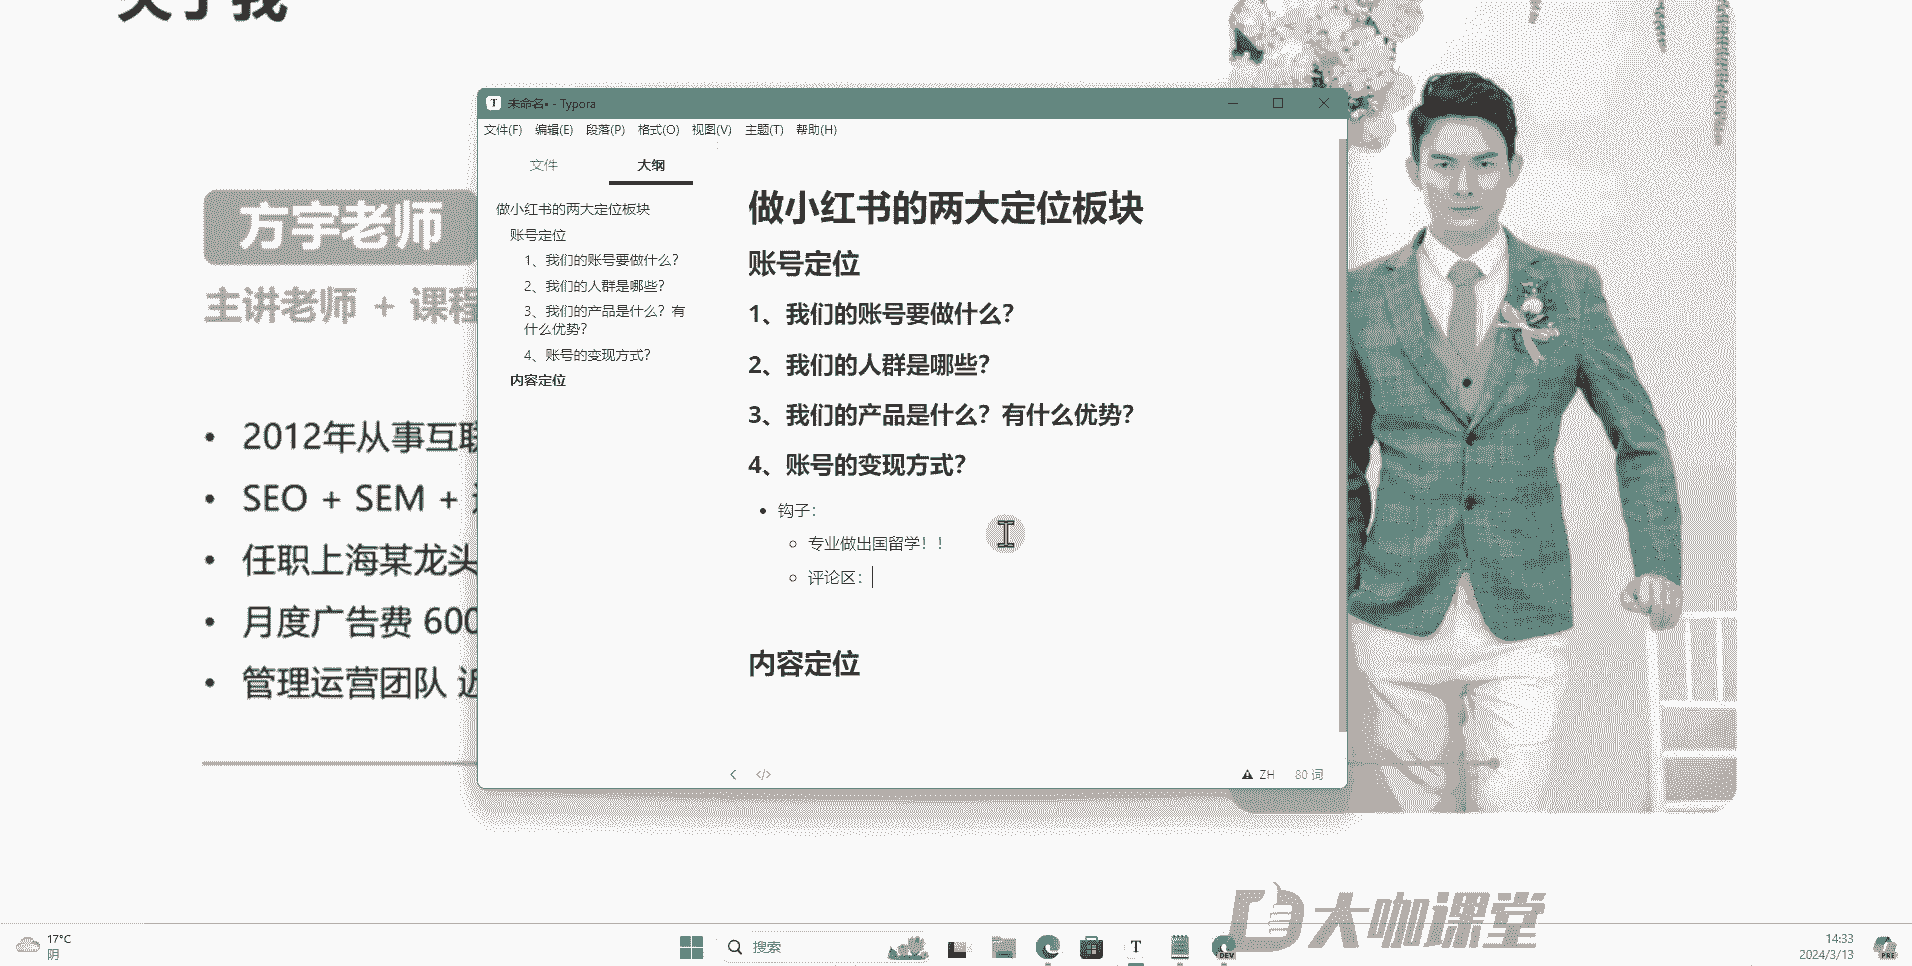 关于我
方宇老师
主讲老师 + 课程
2012年从事互联
SEO + SEM +
任职上海某龙头
月度广告费 600
管理运营团队 近
未命名• - Typora
文件(F) 编辑(E) 段落(P) 格式(O) 视图(V) 主题(T) 帮助(H)
文件 大纲
做小红书的两大定位板块
账号定位
1、我们的账号要做什么?
2、我们的人群是哪些?
3、我们的产品是什么? 有
什么优势?
4、账号的变现方式?
内容定位
做小红书的两大定位板块
账号定位
1、我们的账号要做什么?
2、我们的人群是哪些?
3、我们的产品是什么? 有什么优势?
4、账号的变现方式?
钩子:
专业做出国留学! !
评论区:
内容定位
ZH 80 词
大咖课堂
17°C
阴
搜索
T
DEV
14:33
2024/3/13
PRE